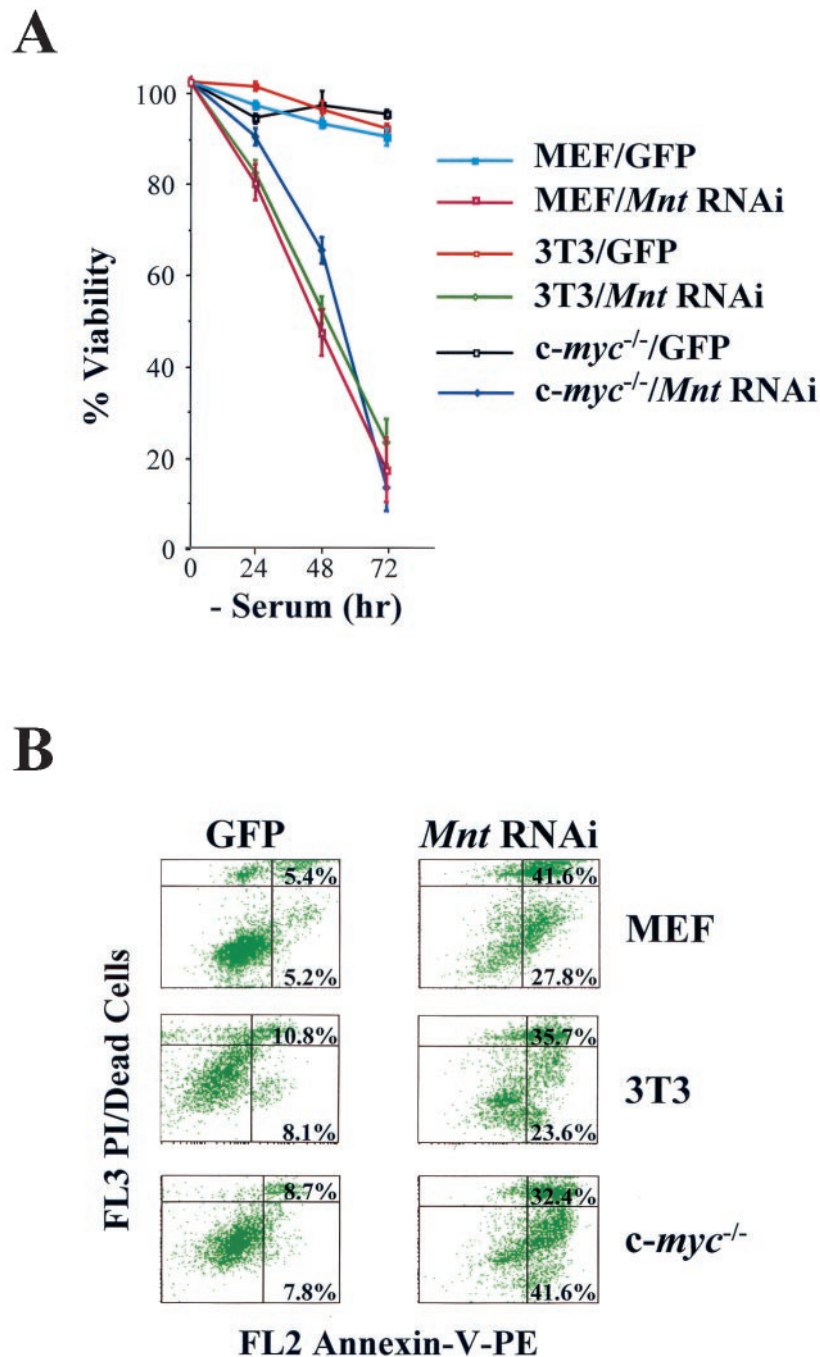 A
100
80
60
40
20
0
% Viability
0 24 48 72
- Serum (hr)
MEF/GFP
MEF/Mnt RNAi
3T3/GFP
3T3/Mnt RNAi
c-myc-/-/GFP
c-myc-/-/Mnt RNAi
B
GFP Mnt RNAi
5.4% 41.6%
MEF
5.2% 27.8%
10.8% 35.7%
3T3
8.1% 23.6%
8.7% 32.4%
c-myc-/-
7.8% 41.6%
FL3 PI/Dead Cells
FL2 Annexin-V-PE